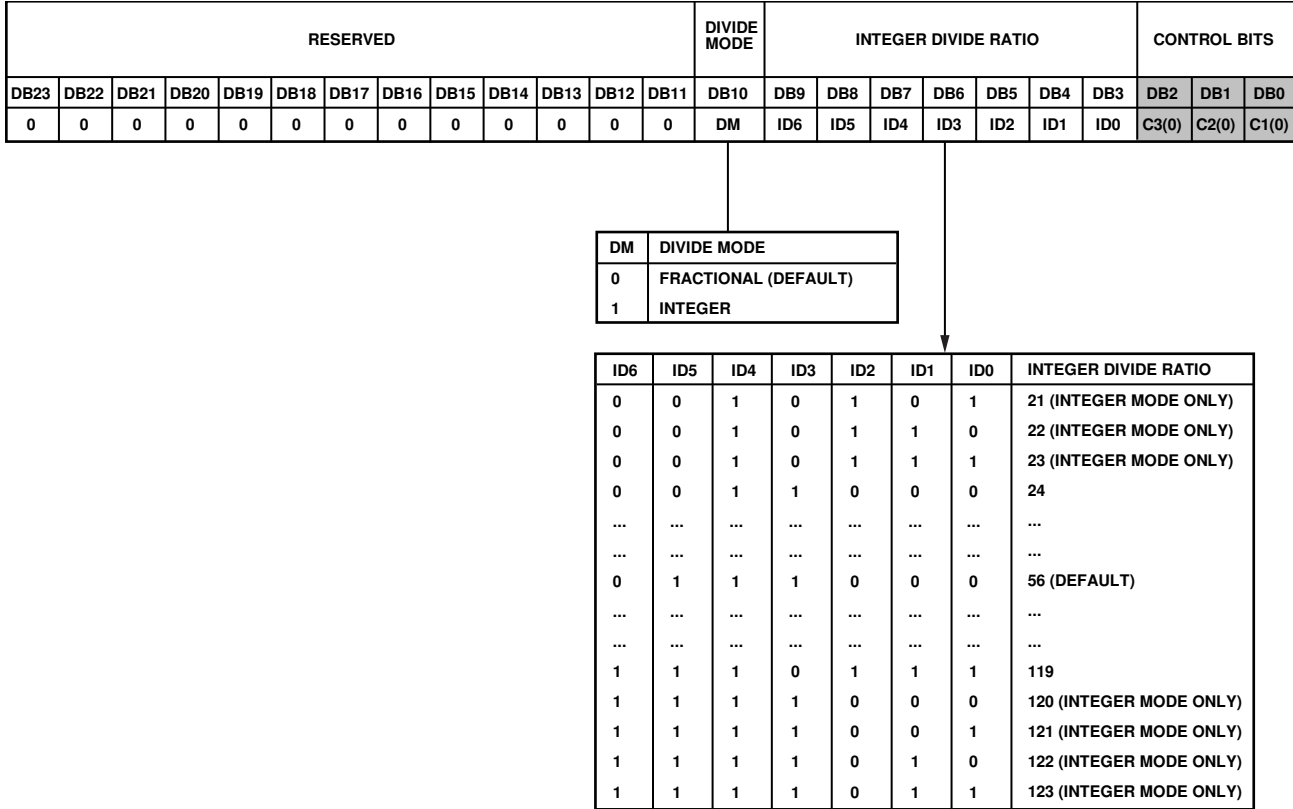 RESERVED DIVIDE MODE INTEGER DIVIDE RATIO CONTROL BITS
DB23 DB22 DB21 DB20 DB19 DB18 DB17 DB16 DB15 DB14 DB13 DB12 DB11 DB10 DB9 DB8 DB7 DB6 DB5 DB4 DB3 DB2 DB1 DB0
0 0 0 0 0 0 0 0 0 0 0 0 0 DM ID6 ID5 ID4 ID3 ID2 ID1 ID0 C3(0) C2(0) C1(0)
DM DIVIDE MODE
0 FRACTIONAL (DEFAULT)
1 INTEGER
ID6 ID5 ID4 ID3 ID2 ID1 ID0 INTEGER DIVIDE RATIO
0 0 1 0 1 0 1 21 (INTEGER MODE ONLY)
0 0 1 0 1 1 0 22 (INTEGER MODE ONLY)
0 0 1 0 1 1 1 23 (INTEGER MODE ONLY)
0 0 1 1 0 0 0 24
... ... ... ... ... ... ... ...
... ... ... ... ... ... ... ...
0 1 1 1 0 0 0 56 (DEFAULT)
... ... ... ... ... ... ... ...
... ... ... ... ... ... ... ...
1 1 1 0 1 1 1 119
1 1 1 1 0 0 0 120 (INTEGER MODE ONLY)
1 1 1 1 0 0 1 121 (INTEGER MODE ONLY)
1 1 1 1 0 1 0 122 (INTEGER MODE ONLY)
1 1 1 1 0 1 1 123 (INTEGER MODE ONLY)